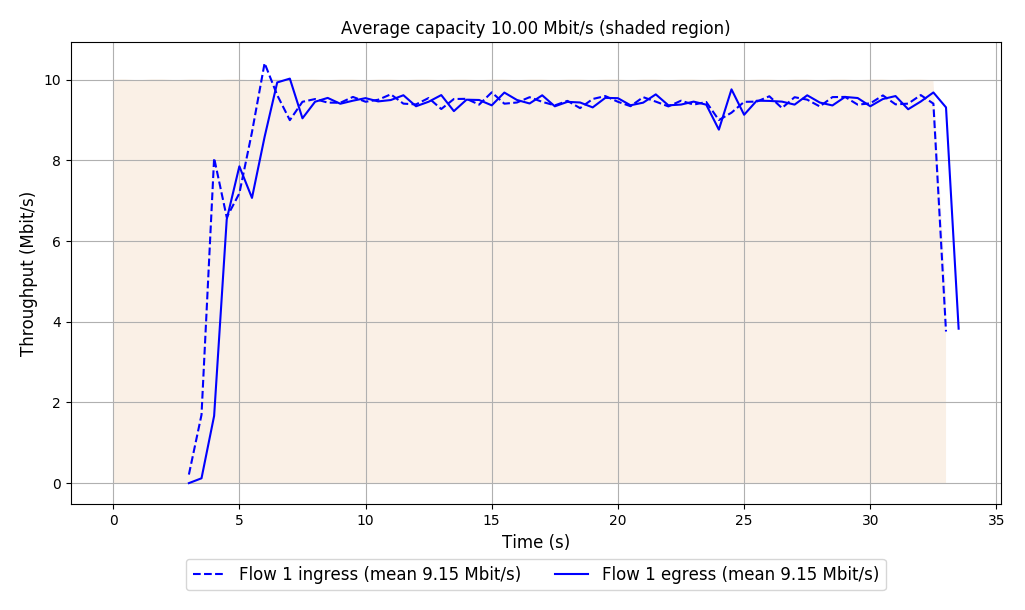 Average capacity 10.00 Mbit/s (shaded region)
Throughput (Mbit/s)
10
8
6
4
2
0
0 5 10 15 20 25 30 35
Time (s)
Flow 1 ingress (mean 9.15 Mbit/s) Flow 1 egress (mean 9.15 Mbit/s)